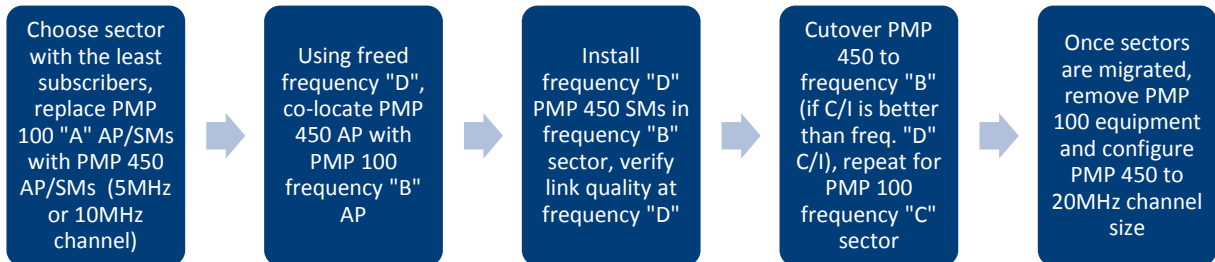 Choose sector
with the least
subscribers,
replace PMP
100 "A" AP/SMs
with PMP 450
AP/SMs (5MHz
or 10MHz
channel)
Using freed
frequency "D",
co-locate PMP
450 AP with
PMP 100
frequency "B"
AP
Install
frequency "D"
PMP 450 SMs in
frequency "B"
sector, verify
link quality at
frequency "D"
Cutover PMP
450 to
frequency "B"
(if C/I is better
than freq. "D"
C/I), repeat for
PMP 100
frequency "C"
sector
Once sectors
are migrated,
remove PMP
100 equipment
and configure
PMP 450 to
20MHz channel
size